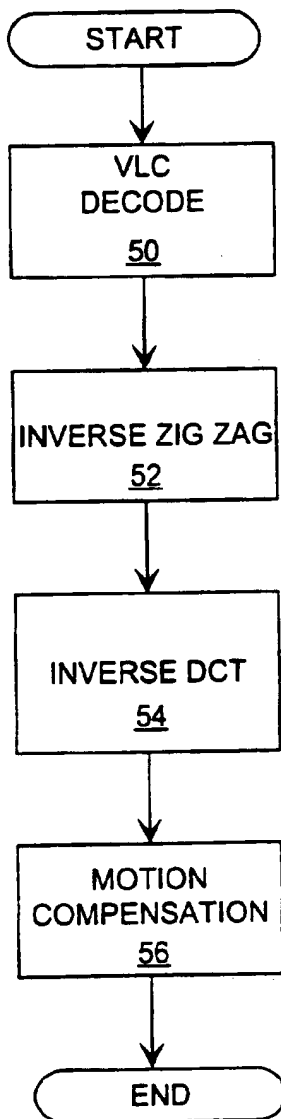 START
VLC
DECODE
50
INVERSE ZIG ZAG
52
INVERSE DCT
54
MOTION
COMPENSATION
56
END